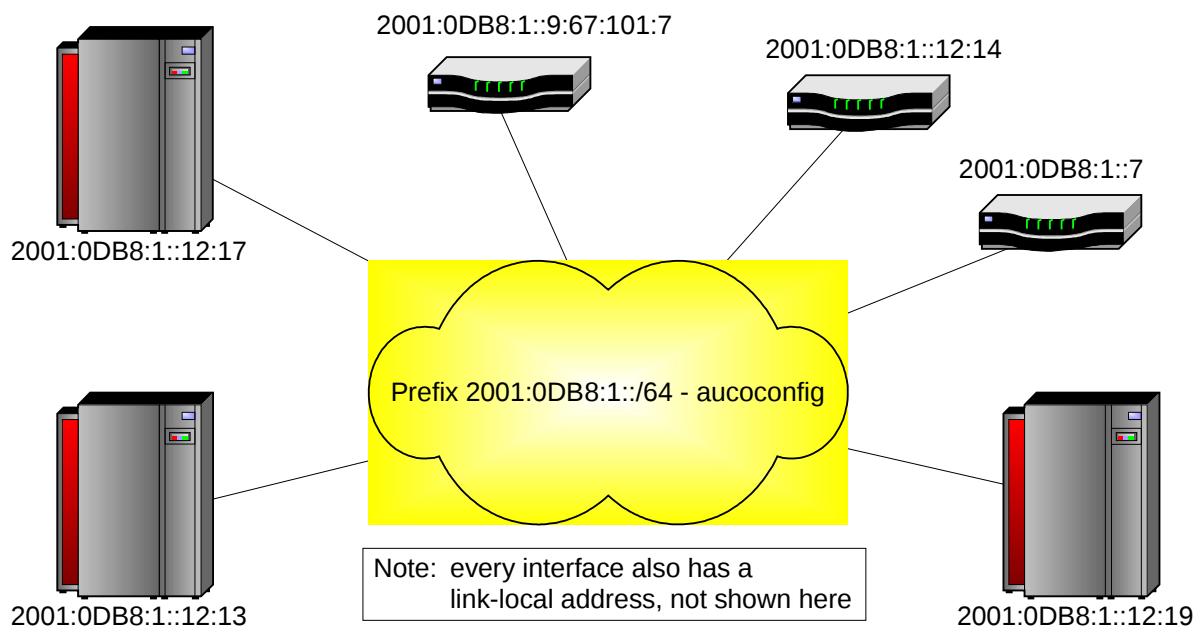 2001:0DB8:1::9:67:101:7
2001:0DB8:1::12:14
2001:0DB8:1::7
2001:0DB8:1::12:17
Prefix 2001:0DB8:1::/64 - aucoconfig
Note: every interface also has a
link-local address, not shown here
2001:0DB8:1::12:13
2001:0DB8:1::12:19